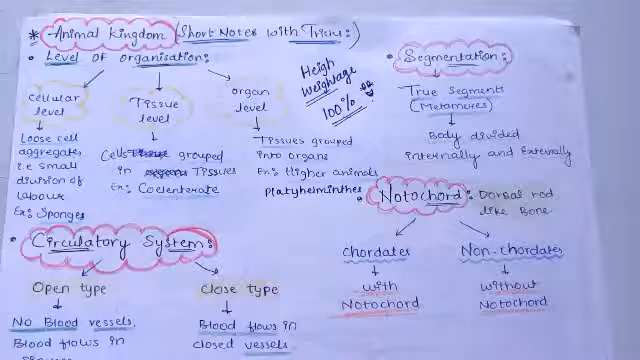 * Animal Kingdom (Short Notes with Tricks:)
• Level of organisation:
Cellular level
Loose cell
aggregates
i.e small
division of
labour
Ex: Sponges
Tissue level
Cells grouped
in Tissues
Ex: Coelenterate
organ level
Tissues grouped
into organs
Ex: Higher animals
Platyhelminthes
Heigh
weightage
100%
• Segmentation:
True Segments
(Metameres)
Body divided
internally and Externally
• Notochord: Dorsal rod
like Bone.
Chordates
with
Notochord
Non-chordates
without
Notochord
• Circulatory System:
Open type
No Blood vessels,
Blood flows in
Close type
Blood flows in
closed vessels